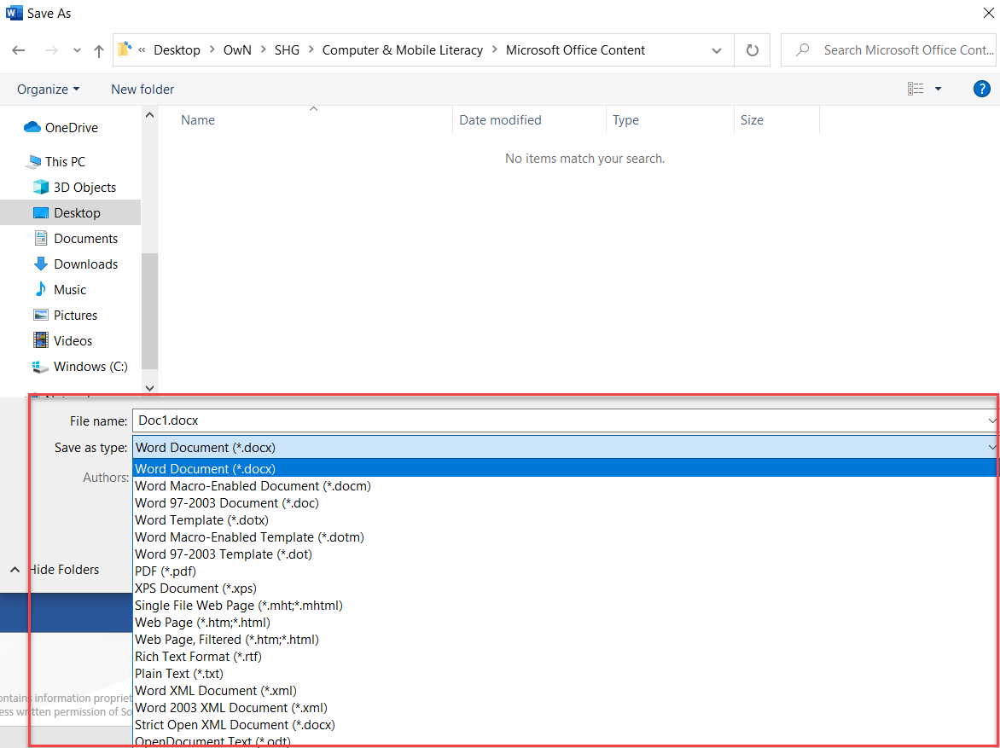 Save As
« Desktop > OwN > SHG > Computer & Mobile Literacy > Microsoft Office Content
Search Microsoft Office Cont...
Organize
New folder
Name
Date modified
Type
Size
No items match your search.
OneDrive
This PC
3D Objects
Desktop
Documents
Downloads
Music
Pictures
Videos
Windows (C:)
File name: Doc1.docx
Save as type: Word Document (*.docx)
Authors:
Word Document (*.docx)
Word Macro-Enabled Document (*.docm)
Word 97-2003 Document (*.doc)
Word Template (*.dotx)
Word Macro-Enabled Template (*.dotm)
Word 97-2003 Template (*.dot)
PDF (*.pdf)
XPS Document (*.xps)
Single File Web Page (*.mht;*.mhtml)
Web Page (*.htm;*.html)
Web Page, Filtered (*.htm;*.html)
Rich Text Format (*.rtf)
Plain Text (*.txt)
Word XML Document (*.xml)
Word 2003 XML Document (*.xml)
Strict Open XML Document (*.docx)
OpenDocument Text (*.odt)
Hide Folders
ontains information propriet
ess written permission of So